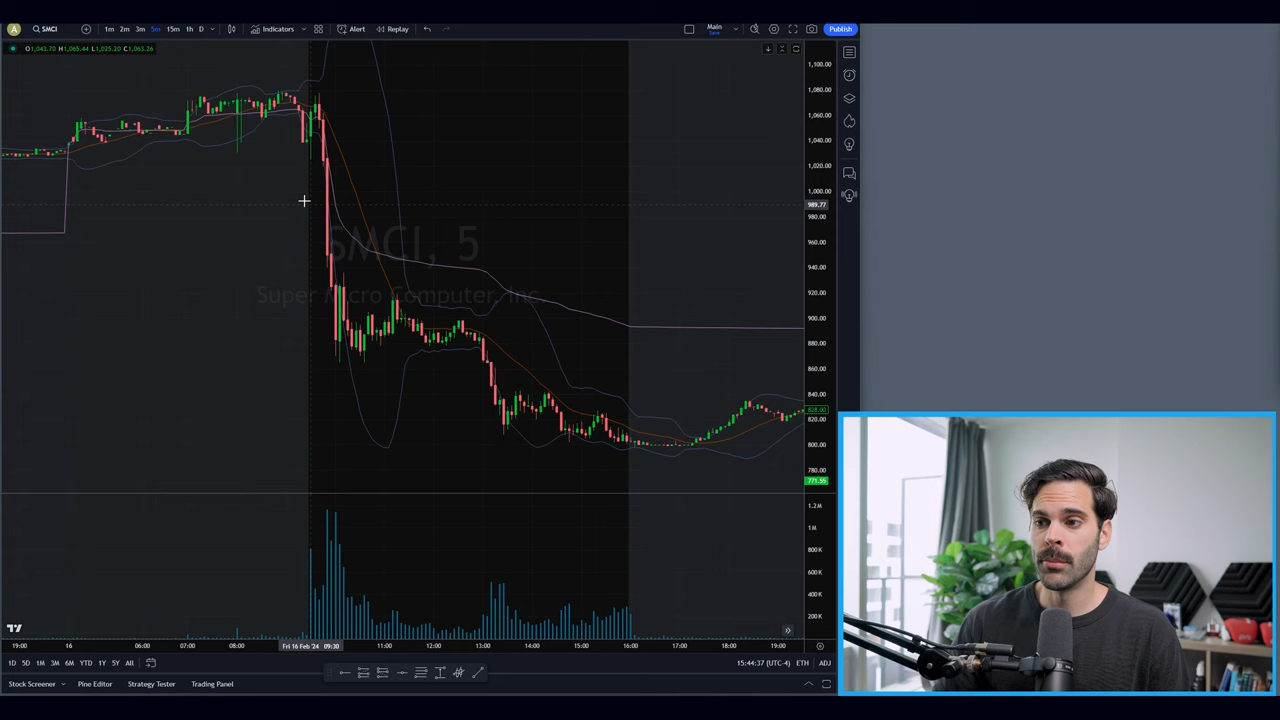 A SMCI 1m 2m 3m 5m 15m 1h D Indicators Alert Replay Main Save Publish
O1,043.70 H1,065.44 L1,025.20 C1,063.26
1,100.00
1,080.00
1,060.00
1,040.00
1,020.00
1,000.00
989.77
980.00
960.00
SMCI, 5
Super Micro Computer, Inc.
940.00
920.00
900.00
880.00
860.00
840.00
828.00
820.00
800.00
780.00
771.55
1.2M
1M
800K
600K
400K
200K
19:00 16 06:00 07:00 08:00 Fri 16 Feb '24 09:30 11:00 12:00 13:00 14:00 15:00 16:00 17:00 18:00 19:00
1D 5D 1M 3M 6M YTD 1Y 5Y All 15:44:37 (UTC-4) ETH ADJ
Stock Screener Pine Editor Strategy Tester Trading Panel